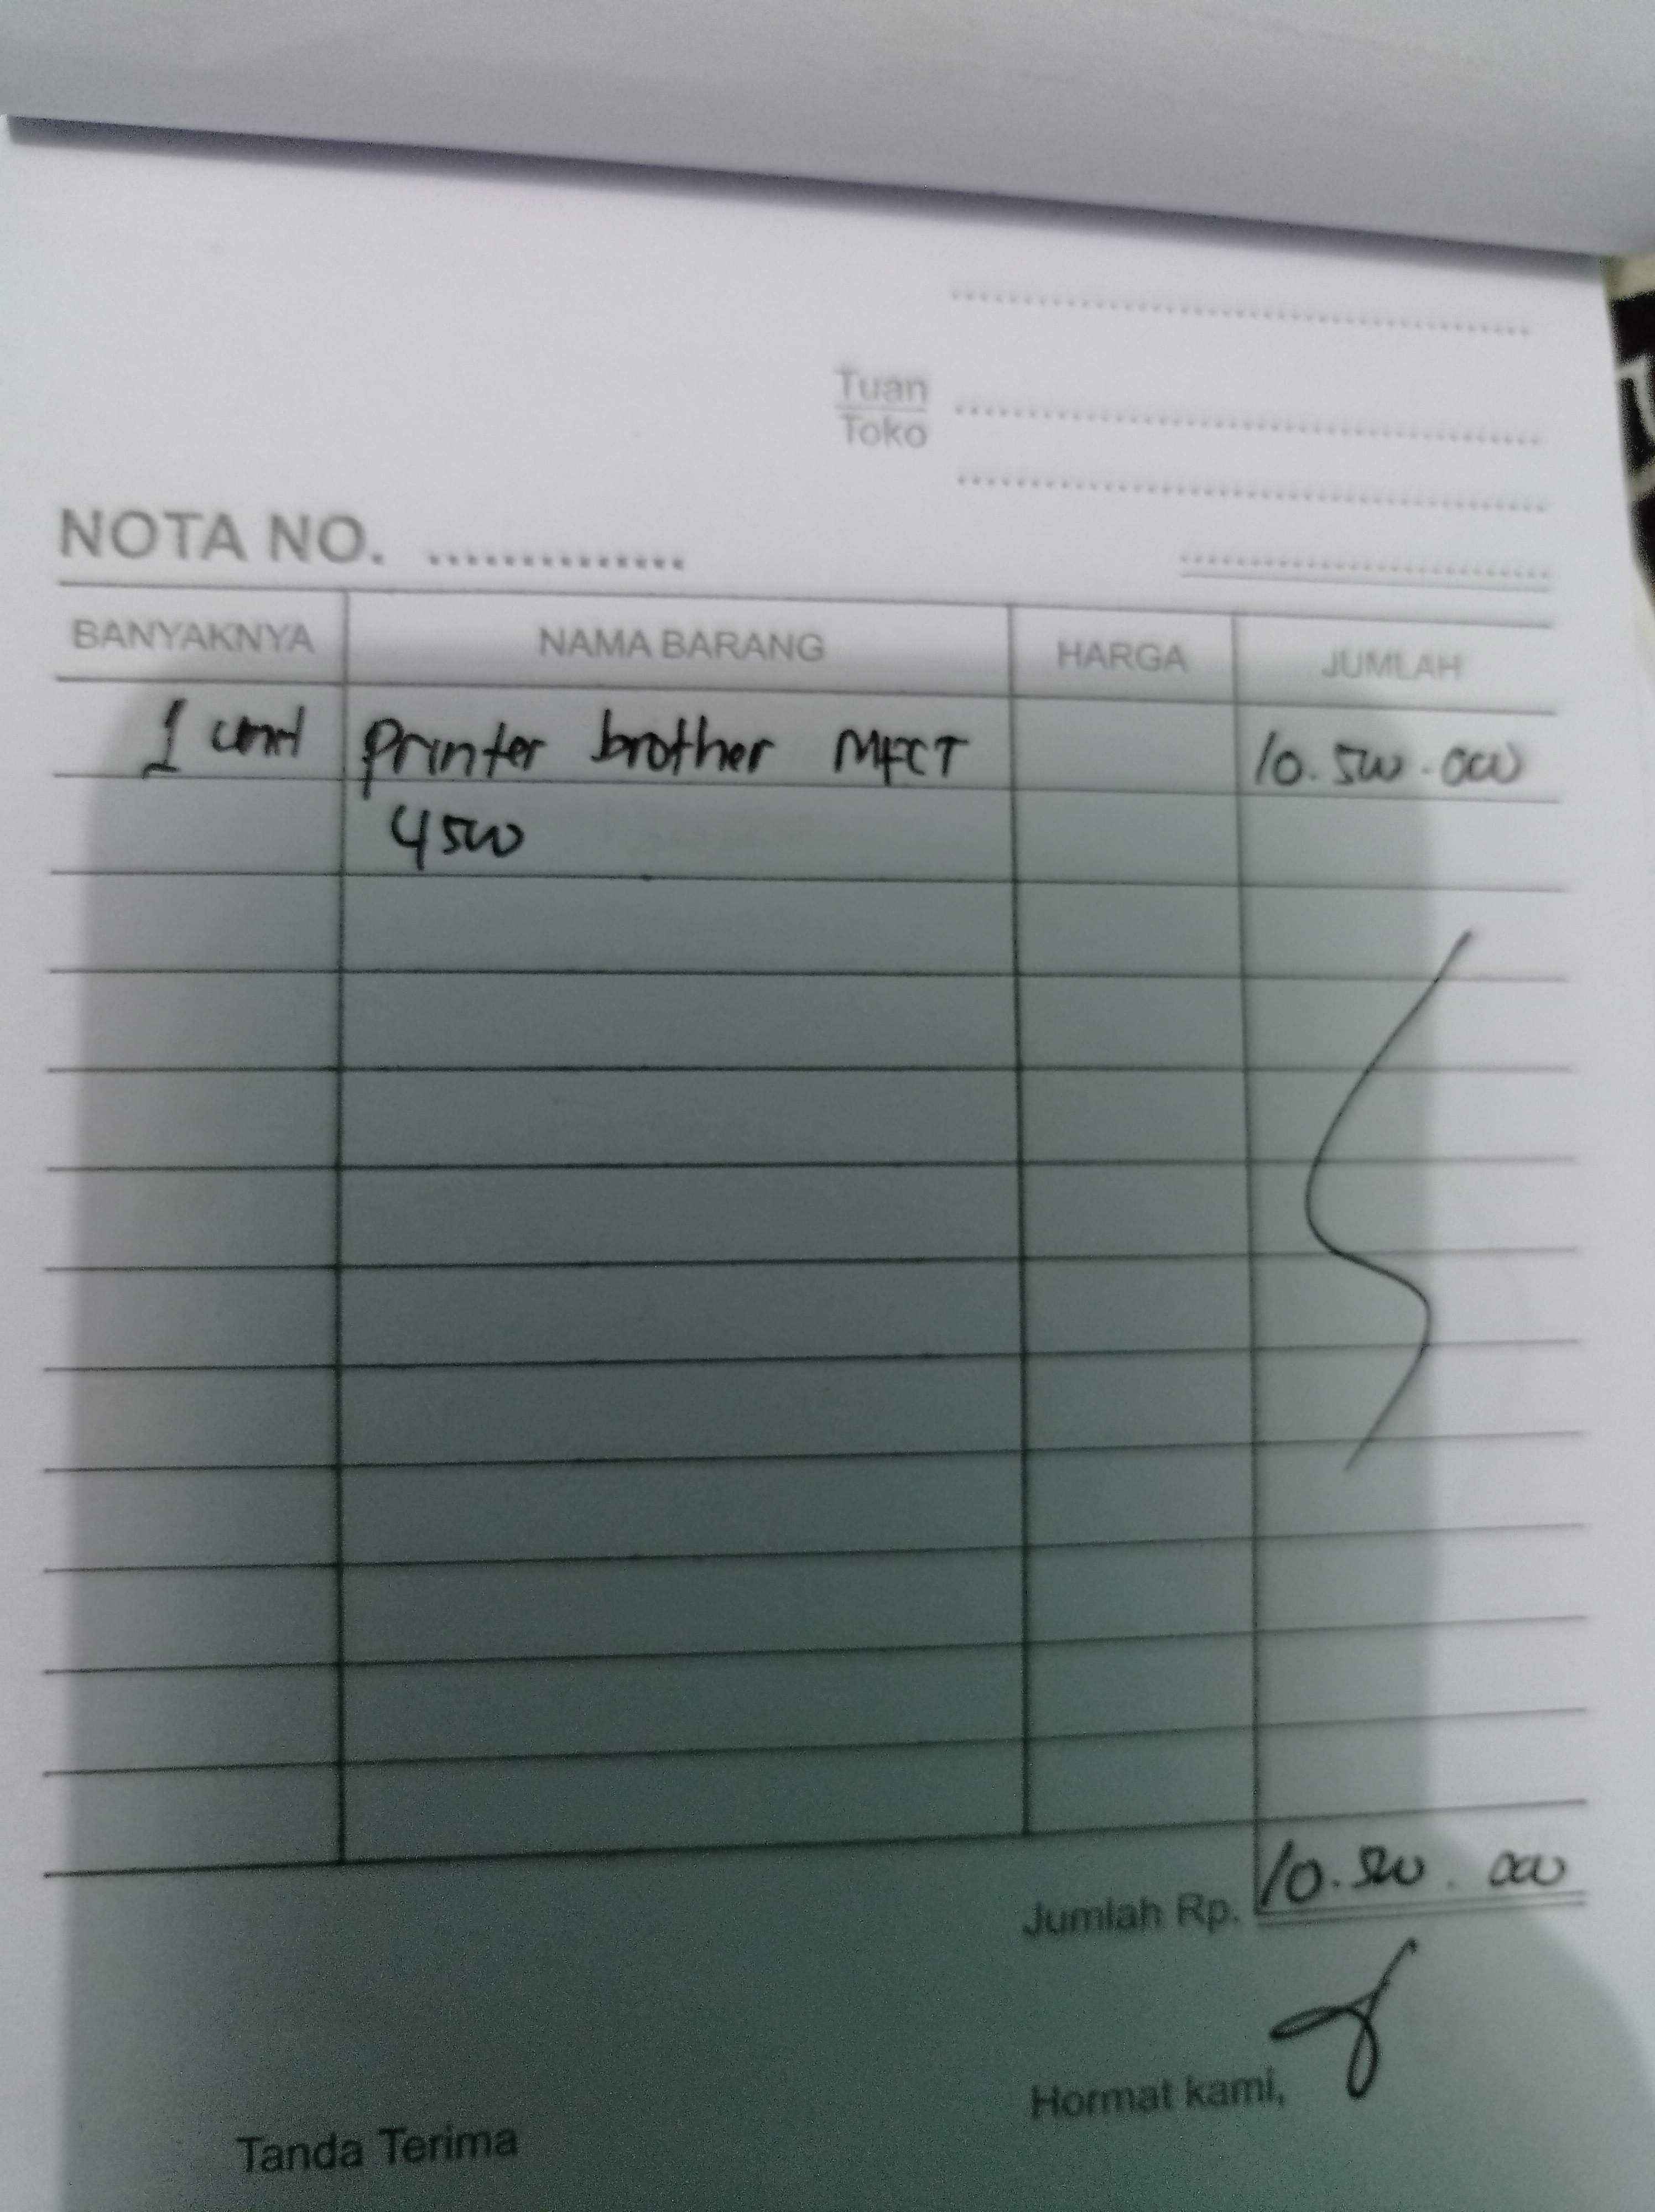 Tuan
Toko
NOTA NO. ..............
BANYAKNYA NAMA BARANG HARGA JUMLAH
1 unit printer brother MFCT 10.500.000
4500
Jumlah Rp. 10.500.000
Hormat kami,
Tanda Terima